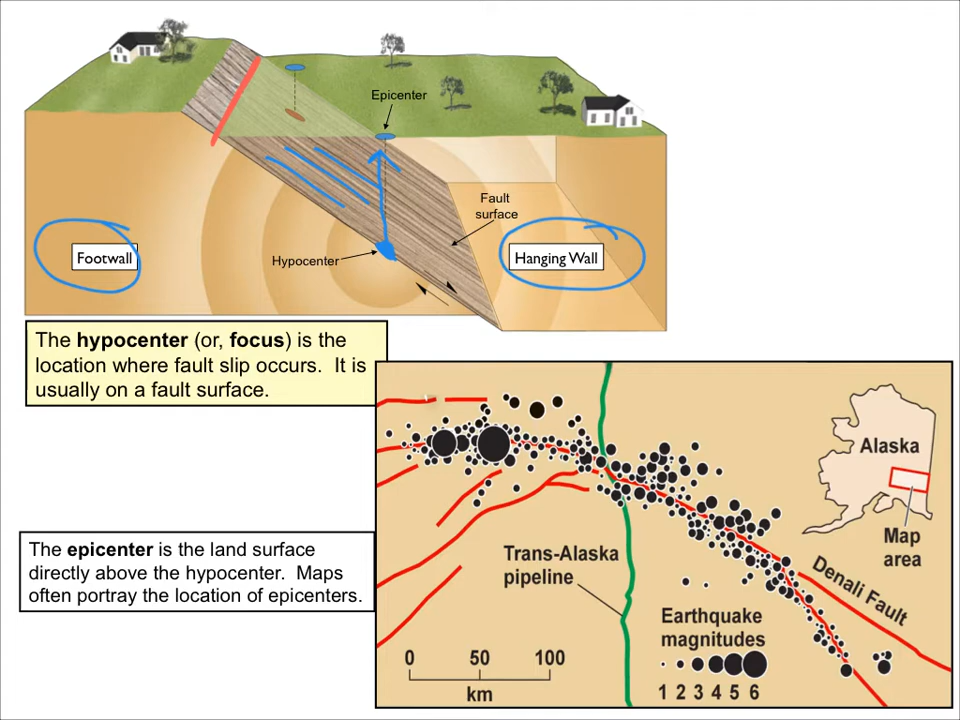 Epicenter
Fault
surface
Footwall
Hypocenter
Hanging Wall
The hypocenter (or, focus) is the
location where fault slip occurs. It is
usually on a fault surface.
The epicenter is the land surface
directly above the hypocenter. Maps
often portray the location of epicenters.
Alaska
Map
area
Trans-Alaska
pipeline
Denali Fault
Earthquake
magnitudes
1 2 3 4 5 6
0 50 100
km